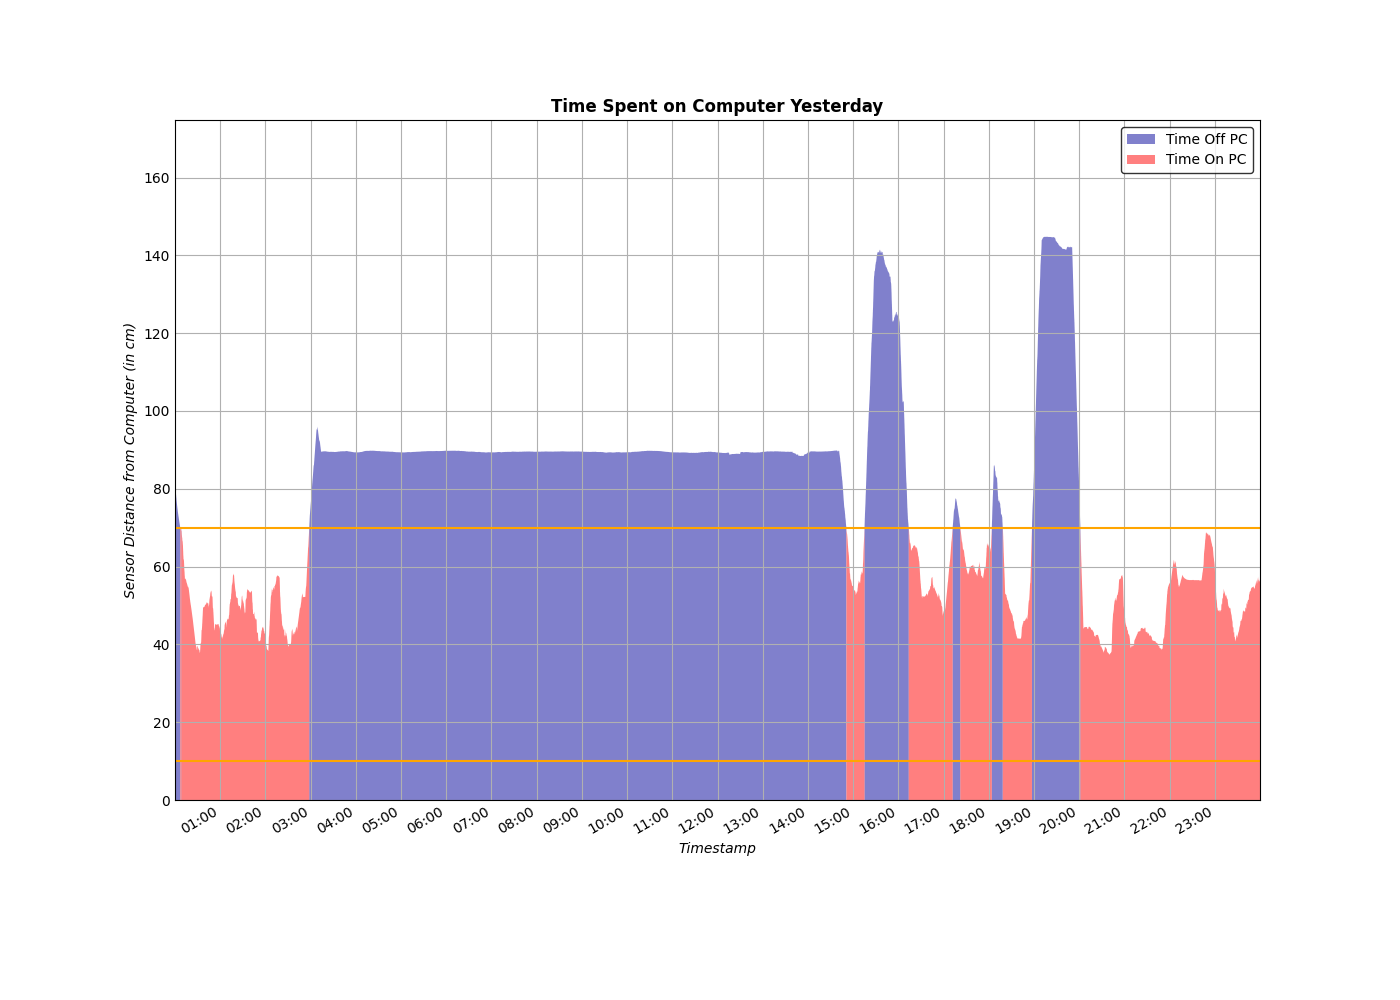 Time Spent on Computer Yesterday
Time Off PC
Time On PC
Sensor Distance from Computer (in cm)
160
140
120
100
80
60
40
20
0
01:00 02:00 03:00 04:00 05:00 06:00 07:00 08:00 09:00 10:00 11:00 12:00 13:00 14:00 15:00 16:00 17:00 18:00 19:00 20:00 21:00 22:00 23:00
Timestamp